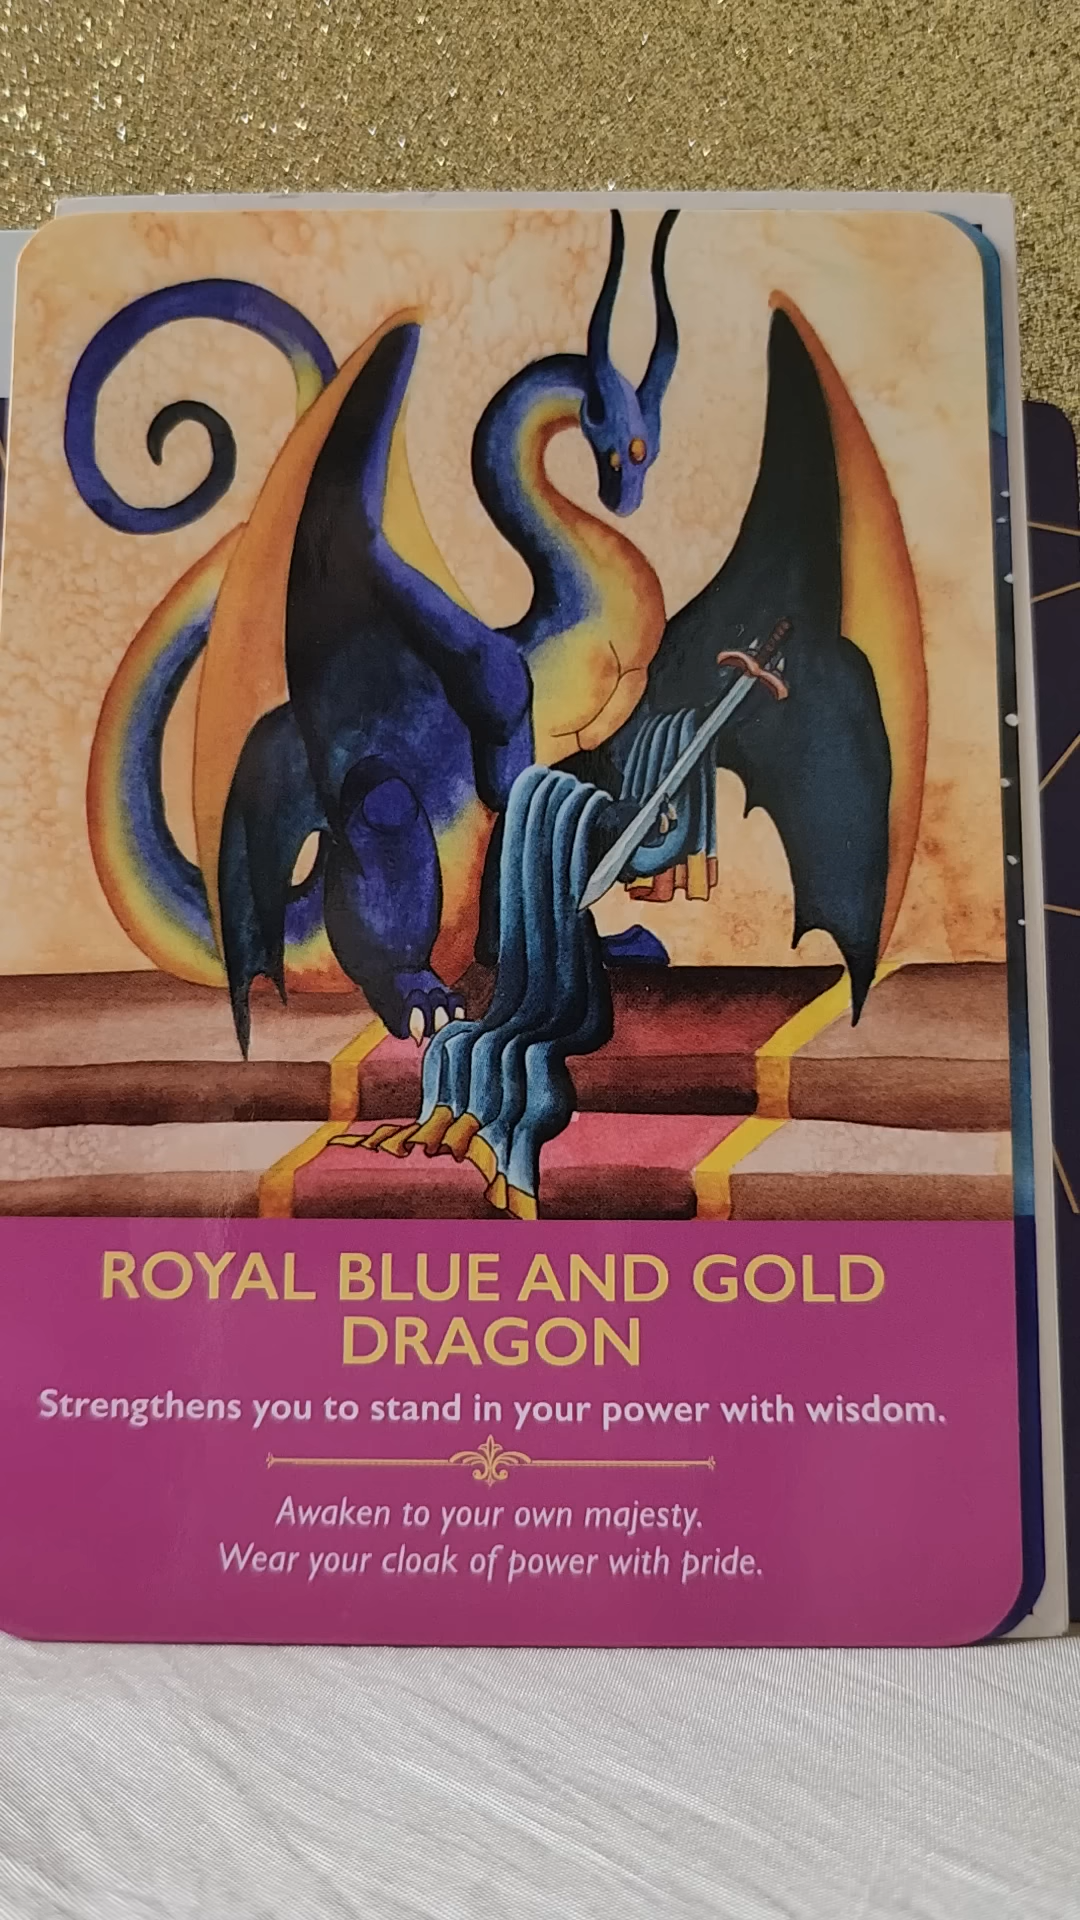 ROYAL BLUE AND GOLD
DRAGON
Strengthens you to stand in your power with wisdom.
Awaken to your own majesty.
Wear your cloak of power with pride.